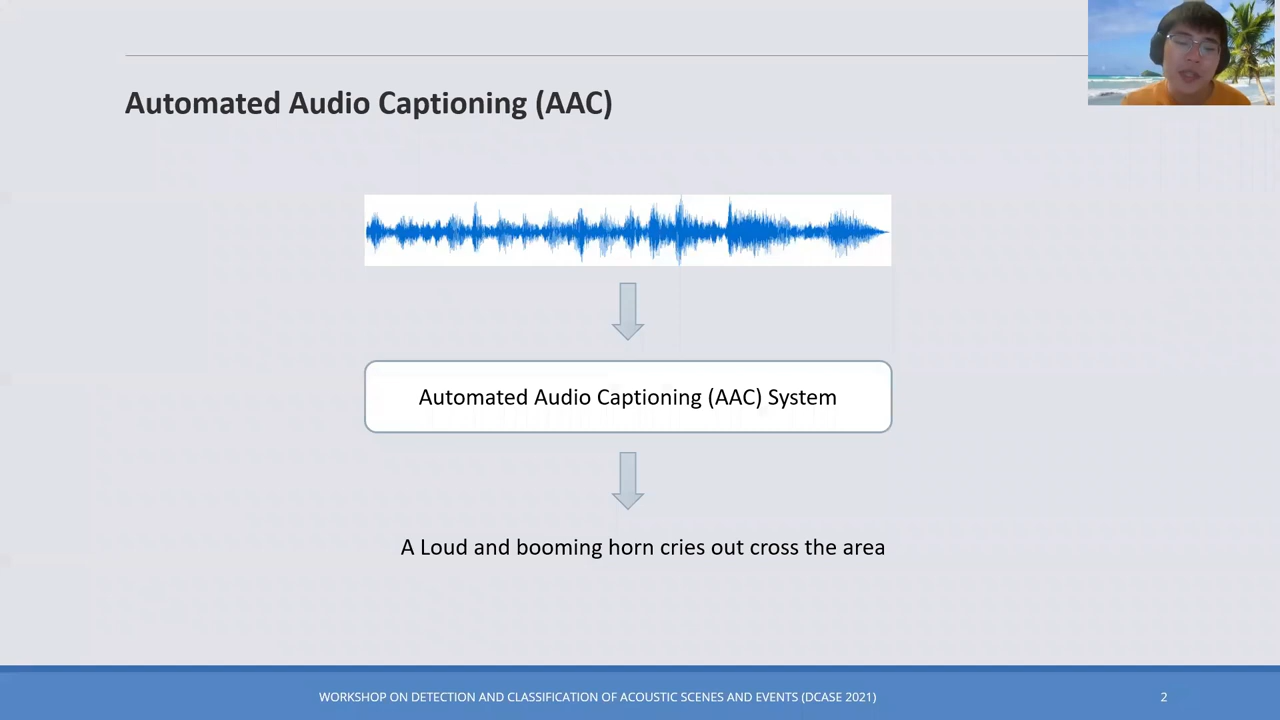 Automated Audio Captioning (AAC)
Automated Audio Captioning (AAC) System
A Loud and booming horn cries out cross the area
WORKSHOP ON DETECTION AND CLASSIFICATION OF ACOUSTIC SCENES AND EVENTS (DCASE 2021)
2